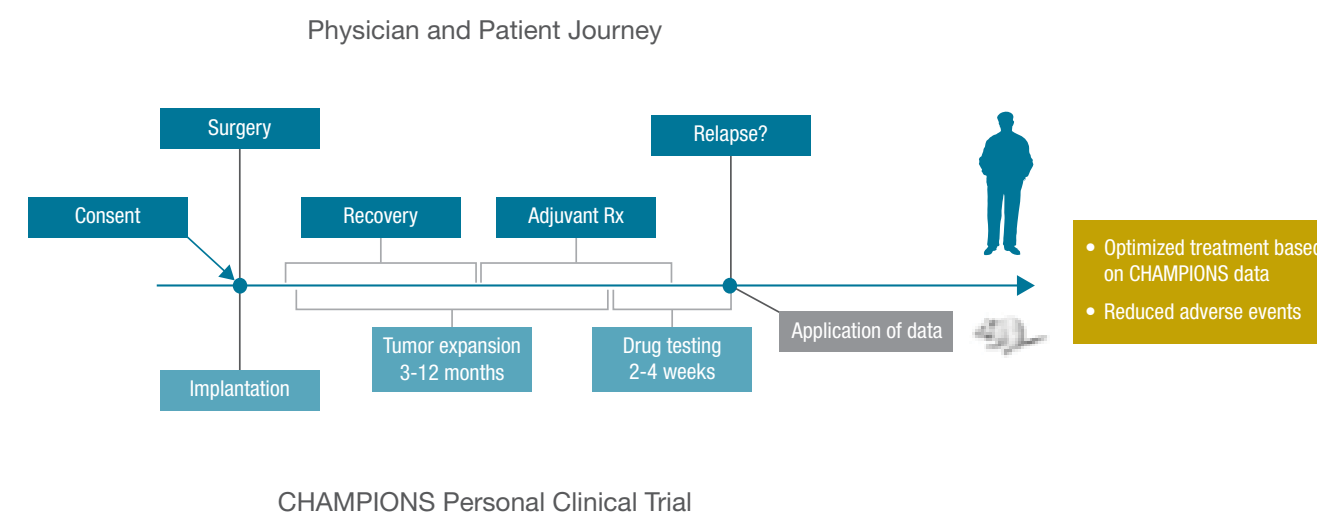 Physician and Patient Journey
Surgery
Relapse?
Consent
Recovery
Adjuvant Rx
• Optimized treatment based
on CHAMPIONS data
• Reduced adverse events
Application of data
Tumor expansion
3-12 months
Drug testing
2-4 weeks
Implantation
CHAMPIONS Personal Clinical Trial